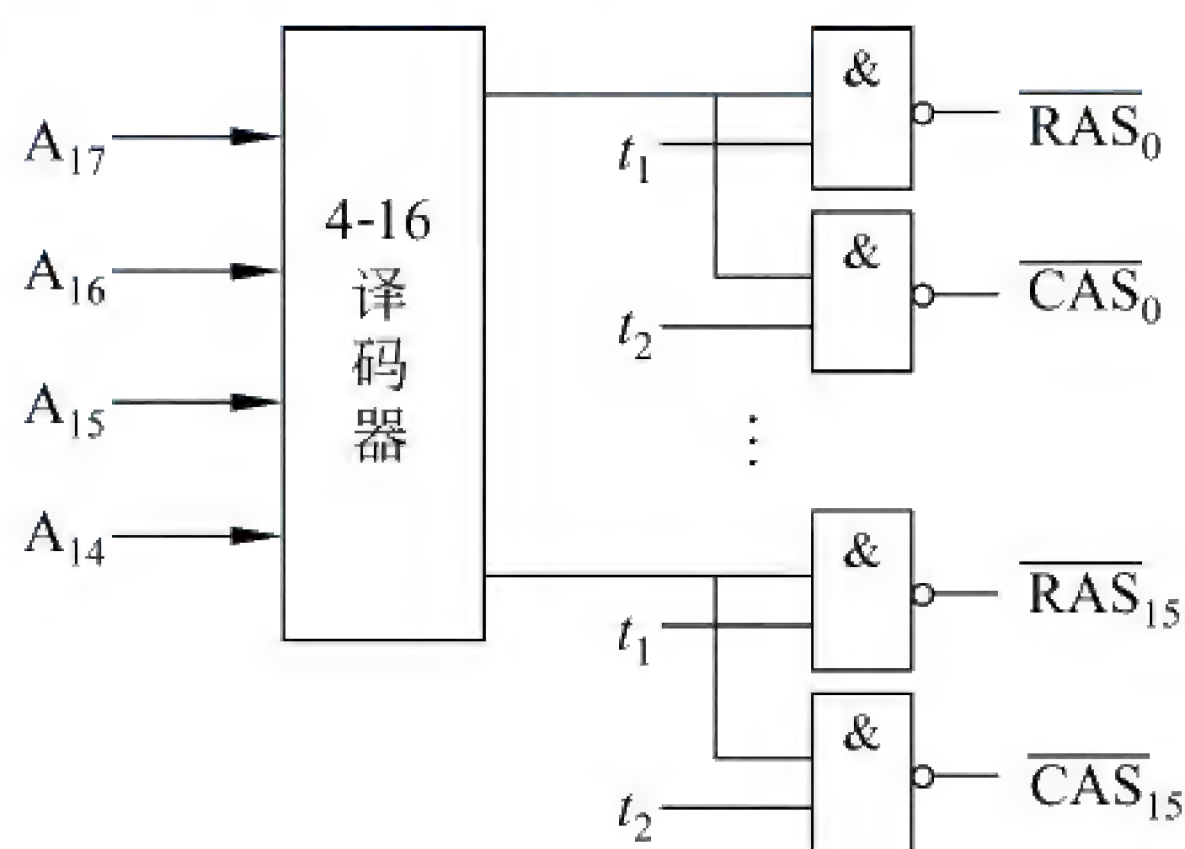 A17
A16
A15
A14
4-16
译
码
器
&
t1
RAS0
&
t2
CAS0
⋮
&
t1
RAS15
&
t2
CAS15